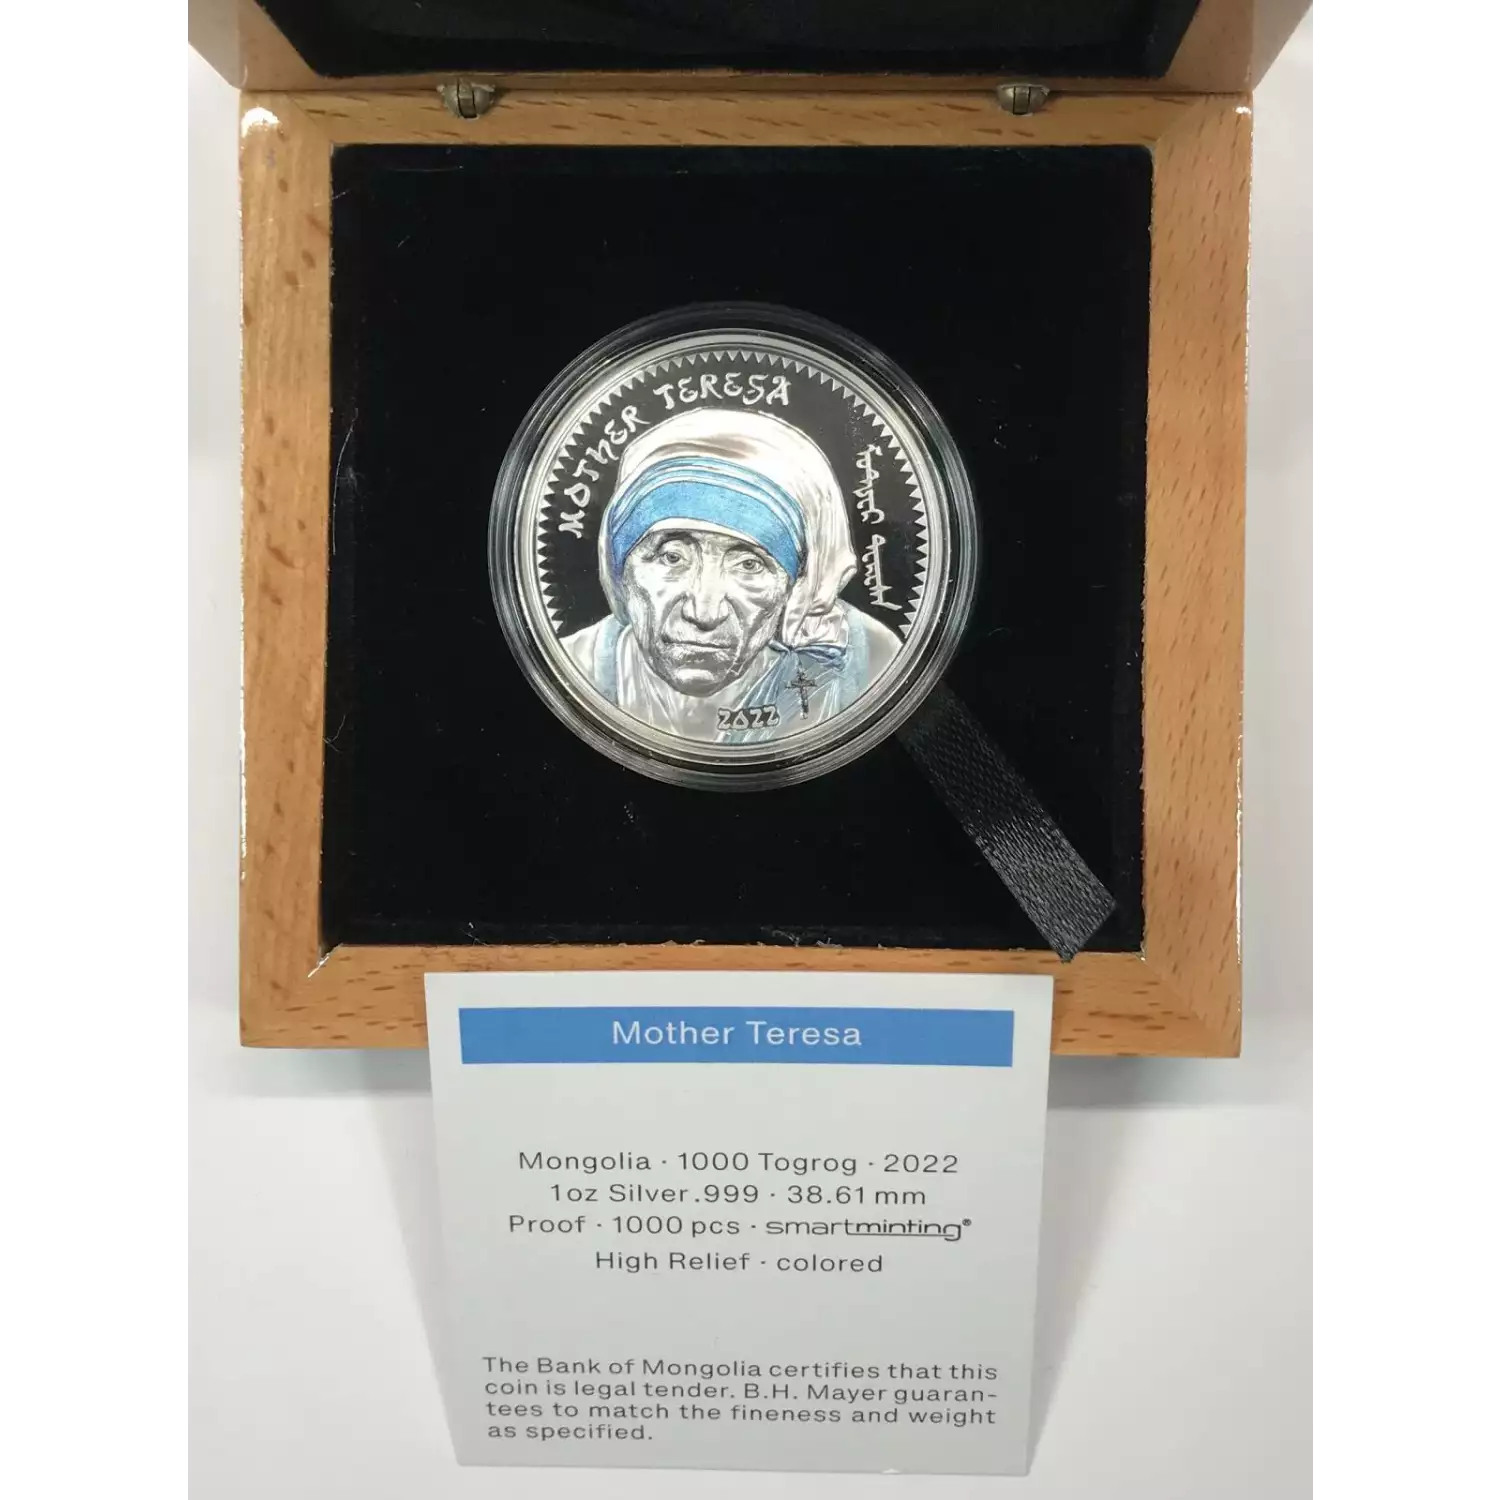 MOTHER TERESA
2022
Mother Teresa
Mongolia · 1000 Togrog · 2022
1oz Silver .999 · 38.61 mm
Proof · 1000 pcs · smartminting®
High Relief · colored
The Bank of Mongolia certifies that this
coin is legal tender. B.H. Mayer guaran-
tees to match the fineness and weight
as specified.